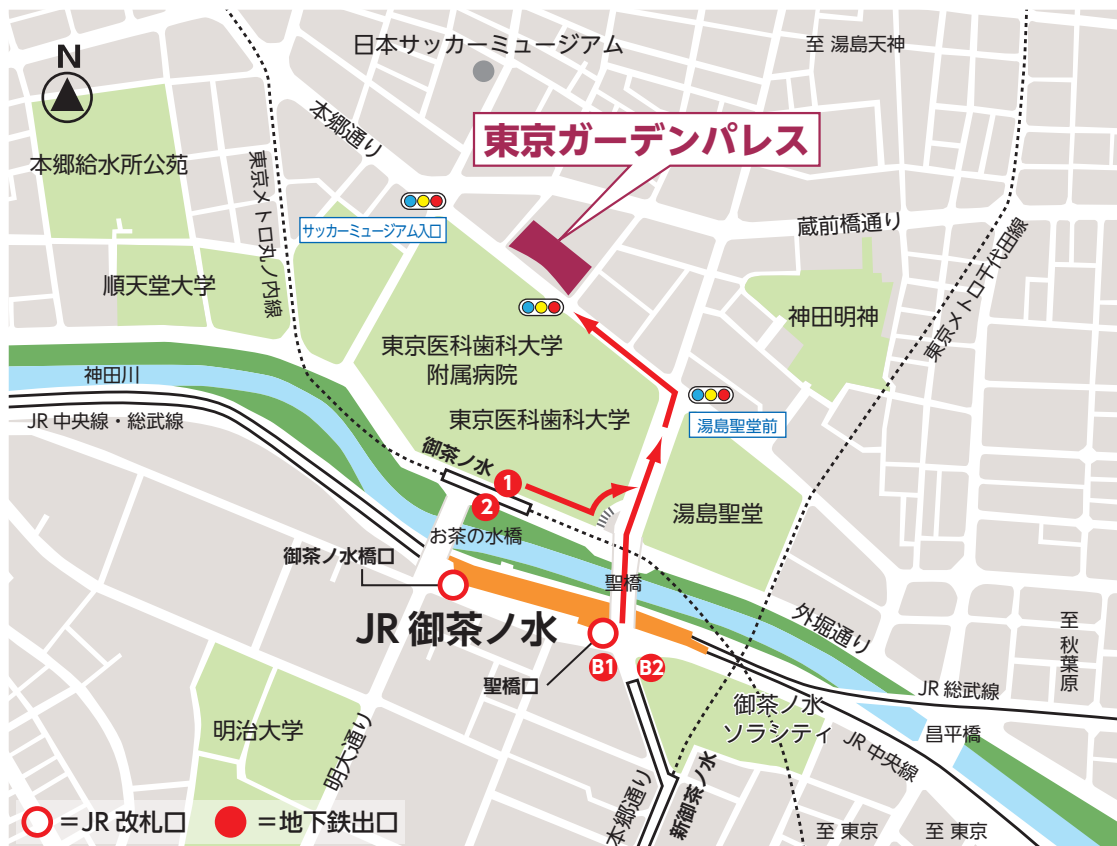 N
日本サッカーミュージアム
至 湯島天神
本郷通り
東京ガーデンパレス
本郷給水所公苑
東京メトロ丸ノ内線
サッカーミュージアム入口
蔵前橋通り
東京メトロ千代田線
順天堂大学
神田明神
東京医科歯科大学
附属病院
神田川
東京医科歯科大学
JR 中央線・総武線
湯島聖堂前
御茶ノ水
1
2
湯島聖堂
お茶の水橋
御茶ノ水橋口
聖橋
JR 御茶ノ水
外堀通り
至 秋葉原
聖橋口
B1
B2
JR 総武線
御茶ノ水
ソラシティ
昌平橋
JR 中央線
明治大学
明大通り
本郷通り
新御茶ノ水
=JR 改札口
=地下鉄出口
至 東京
至 東京